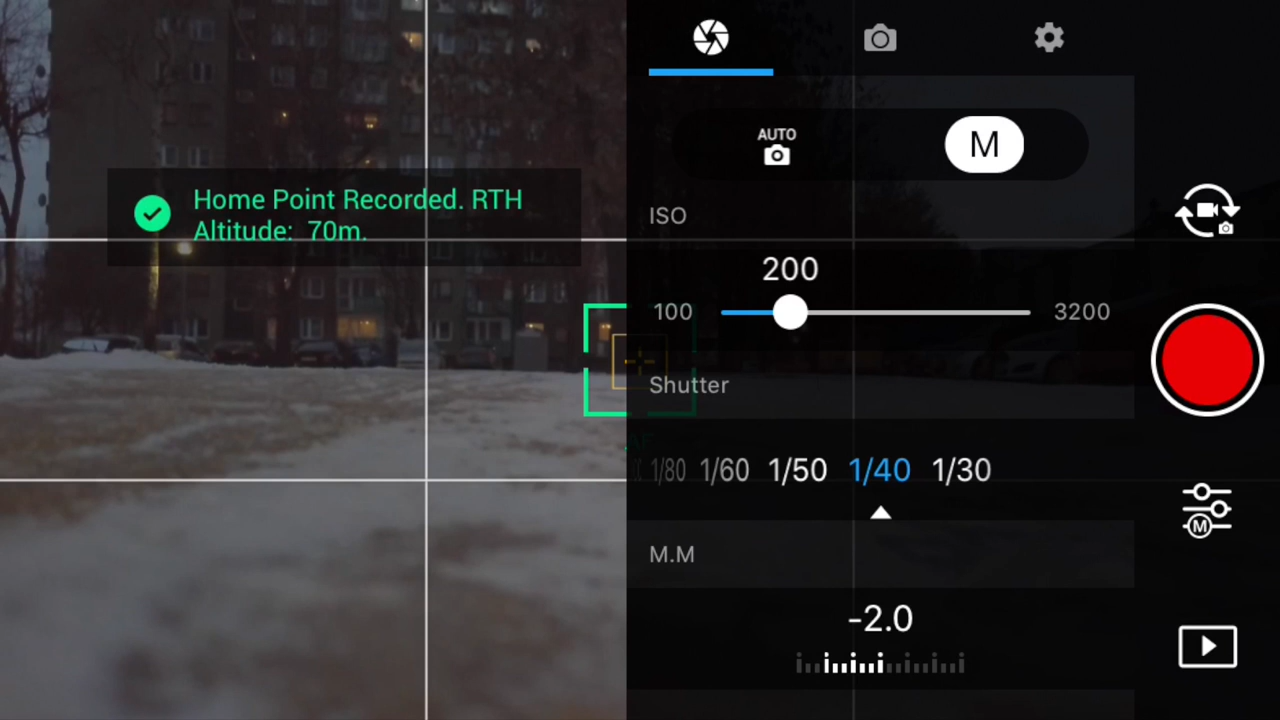 AUTO
M
Home Point Recorded. RTH
Altitude: 70m.
ISO
200
100
3200
Shutter
1/80 1/60 1/50 1/40 1/30
M.M
-2.0
M